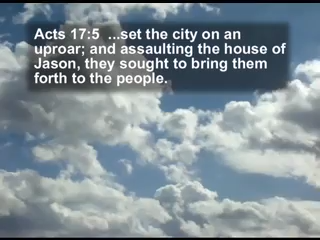 Acts 17:5  ...set the city on an
uproar; and assaulting the house of
Jason, they sought to bring them
forth to the people.